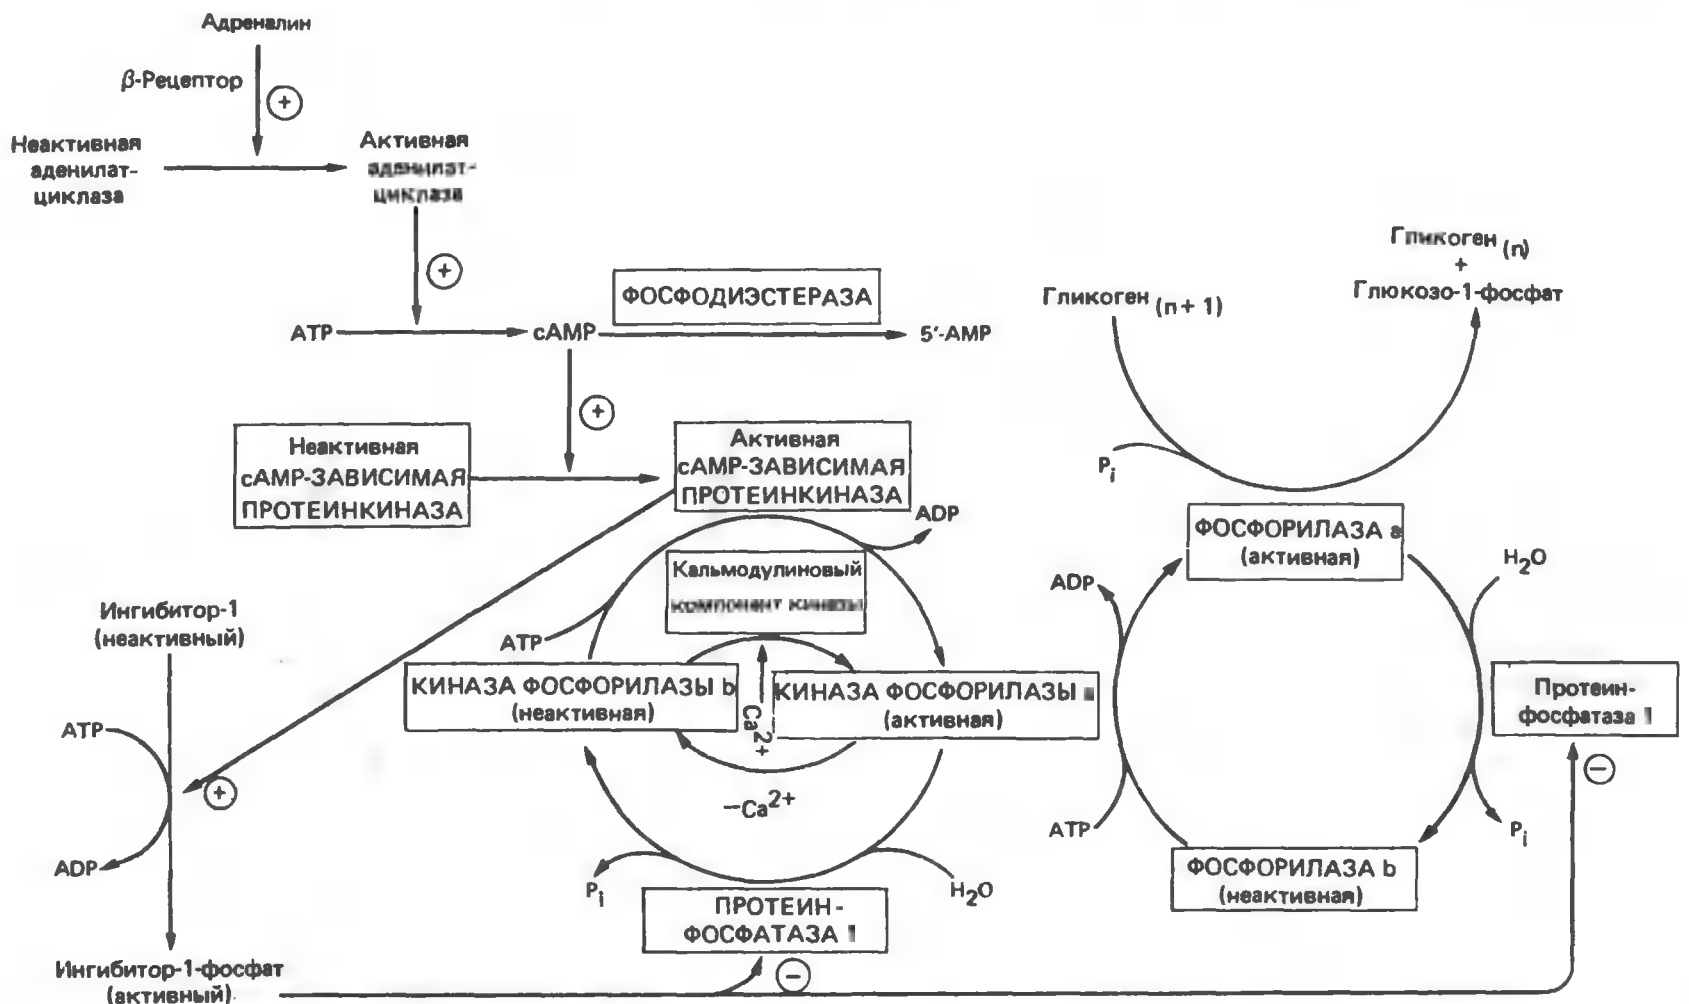 Адреналин
β-Рецептор
+
Неактивная
аденилат-
циклаза
Активная
аденилат-
циклаза
+
ATP
cAMP
ФОСФОДИЭСТЕРАЗА
5′-AMP
+
Неактивная
cAMP-ЗАВИСИМАЯ
ПРОТЕИНКИНАЗА
Активная
cAMP-ЗАВИСИМАЯ
ПРОТЕИНКИНАЗА
ADP
Кальмодулиновый
компонент киназы
ATP
КИНАЗА ФОСФОРИЛАЗЫ b
(неактивная)
Ca2+
КИНАЗА ФОСФОРИЛАЗЫ a
(активная)
−Ca2+
Pi
H2O
ПРОТЕИН-
ФОСФАТАЗА 1
−
Ингибитор-1
(неактивный)
ATP
+
ADP
Ингибитор-1-фосфат
(активный)
Гликоген (n + 1)
Гликоген (n)
+
Глюкозо-1-фосфат
Pi
ФОСФОРИЛАЗА a
(активная)
ADP
H2O
Протеин-
фосфатаза 1
−
ATP
Pi
ФОСФОРИЛАЗА b
(неактивная)